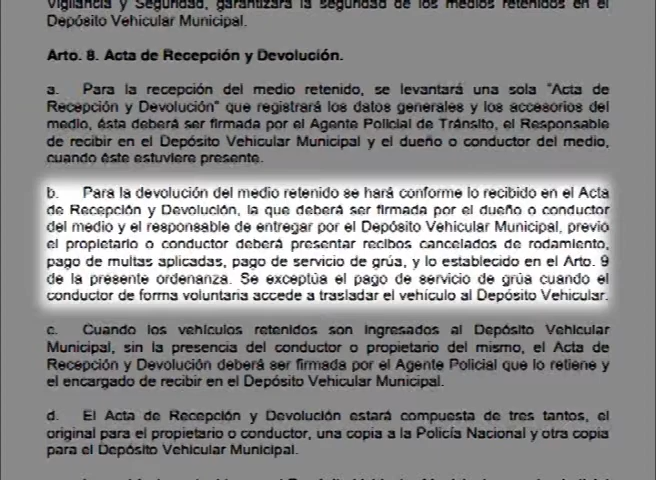 Vigilancia y Seguridad, garantizará la seguridad de los medios retenidos en el
Depósito Vehicular Municipal.
Arto. 8. Acta de Recepción y Devolución.
a. Para la recepción del medio retenido, se levantará una sola "Acta de
Recepción y Devolución" que registrará los datos generales y los accesorios del
medio, ésta deberá ser firmada por el Agente Policial de Tránsito, el Responsable
de recibir en el Depósito Vehicular Municipal y el dueño o conductor del medio,
cuando éste estuviere presente.
b. Para la devolución del medio retenido se hará conforme lo recibido en el Acta
de Recepción y Devolución, la que deberá ser firmada por el dueño o conductor
del medio y el responsable de entregar por el Depósito Vehicular Municipal, previo
el propietario o conductor deberá presentar recibos cancelados de rodamiento,
pago de multas aplicadas, pago de servicio de grúa, y lo establecido en el Arto. 9
de la presente ordenanza. Se exceptúa el pago de servicio de grúa cuando el
conductor de forma voluntaria accede a trasladar el vehículo al Depósito Vehicular.
c. Cuando los vehículos retenidos son ingresados al Depósito Vehicular
Municipal, sin la presencia del conductor o propietario del mismo, el Acta de
Recepción y Devolución deberá ser firmada por el Agente Policial que lo retiene y
el encargado de recibir en el Depósito Vehicular Municipal.
d. El Acta de Recepción y Devolución estará compuesta de tres tantos, el
original para el propietario o conductor, una copia a la Policía Nacional y otra copia
para el Depósito Vehicular Municipal.